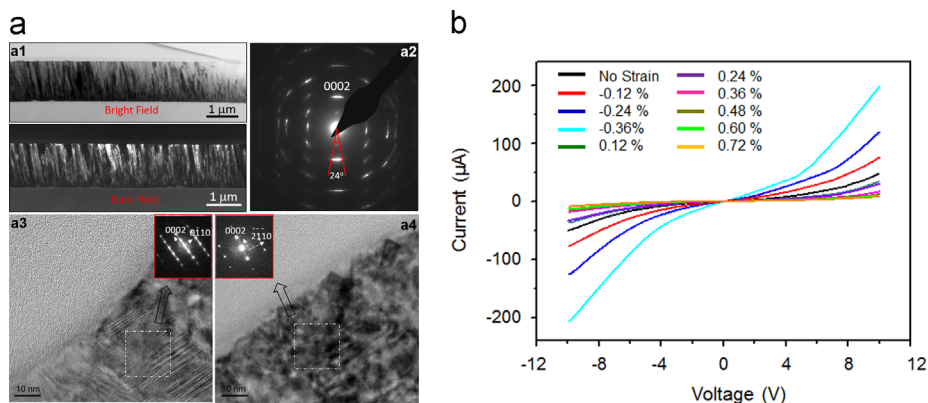 a
a1
Bright Field
1 μm
Dark Field
1 μm
a2
0002
24°
a3
0002
0110
10 nm
a4
0002
2110
10 nm
b
Current (μA)
200
100
0
-100
-200
No Strain
-0.12 %
-0.24 %
-0.36%
0.12 %
0.24 %
0.36 %
0.48 %
0.60 %
0.72 %
-12 -8 -4 0 4 8 12
Voltage (V)